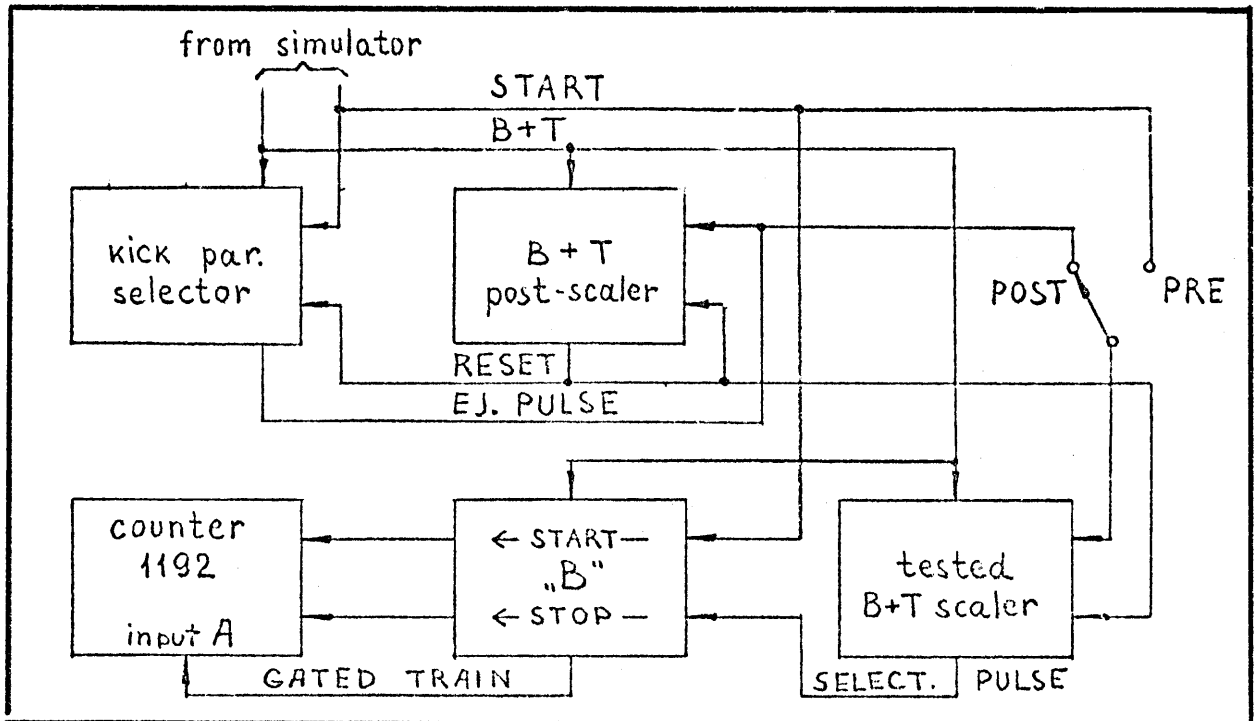 from simulator
START
B+T
kick par.
selector
B + T
post-scaler
POST
PRE
RESET
EJ. PULSE
counter
1192
input A
← START—
„B"
← STOP —
tested
B+T scaler
GATED TRAIN
SELECT. PULSE